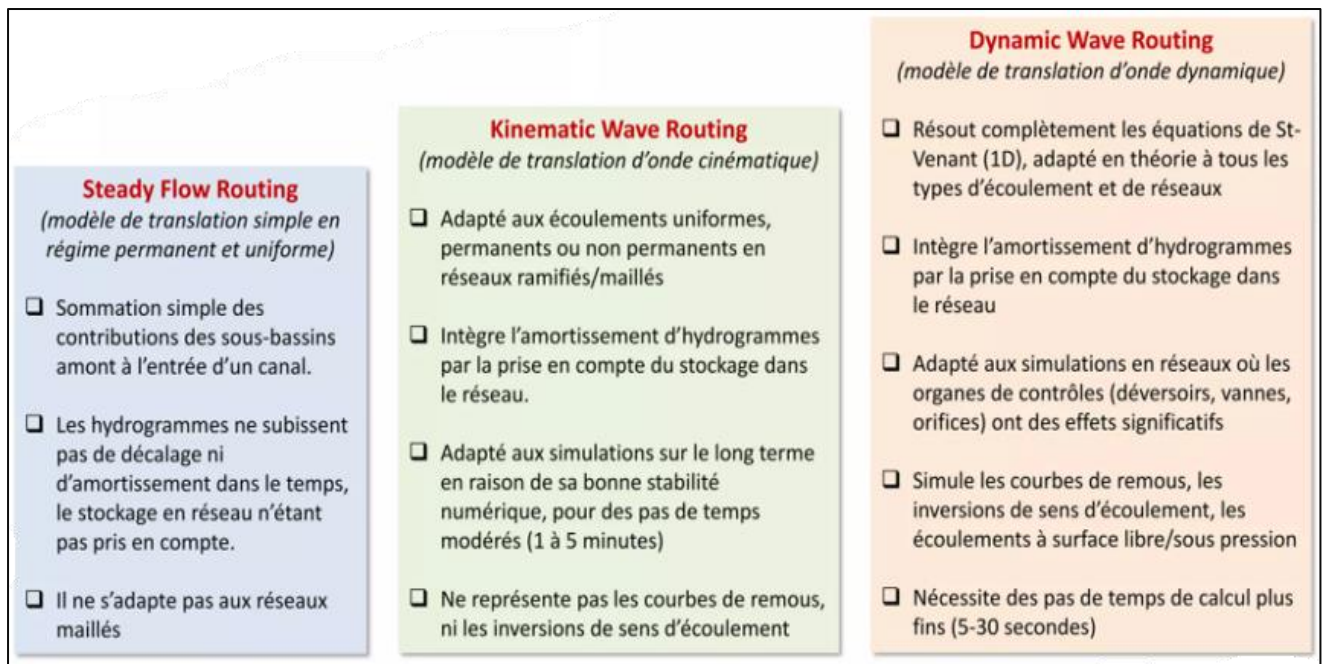 Steady Flow Routing
(modèle de translation simple en
régime permanent et uniforme)
❑ Sommation simple des
contributions des sous-bassins
amont à l'entrée d'un canal.
❑ Les hydrogrammes ne subissent
pas de décalage ni
d'amortissement dans le temps,
le stockage en réseau n'étant
pas pris en compte.
❑ Il ne s'adapte pas aux réseaux
maillés
Kinematic Wave Routing
(modèle de translation d'onde cinématique)
❑ Adapté aux écoulements uniformes,
permanents ou non permanents en
réseaux ramifiés/maillés
❑ Intègre l'amortissement d'hydrogrammes
par la prise en compte du stockage dans
le réseau.
❑ Adapté aux simulations sur le long terme
en raison de sa bonne stabilité
numérique, pour des pas de temps
modérés (1 à 5 minutes)
❑ Ne représente pas les courbes de remous,
ni les inversions de sens d'écoulement
Dynamic Wave Routing
(modèle de translation d'onde dynamique)
❑ Résout complètement les équations de St-
Venant (1D), adapté en théorie à tous les
types d'écoulement et de réseaux
❑ Intègre l'amortissement d'hydrogrammes
par la prise en compte du stockage dans
le réseau
❑ Adapté aux simulations en réseaux où les
organes de contrôles (déversoirs, vannes,
orifices) ont des effets significatifs
❑ Simule les courbes de remous, les
inversions de sens d'écoulement, les
écoulements à surface libre/sous pression
❑ Nécessite des pas de temps de calcul plus
fins (5-30 secondes)